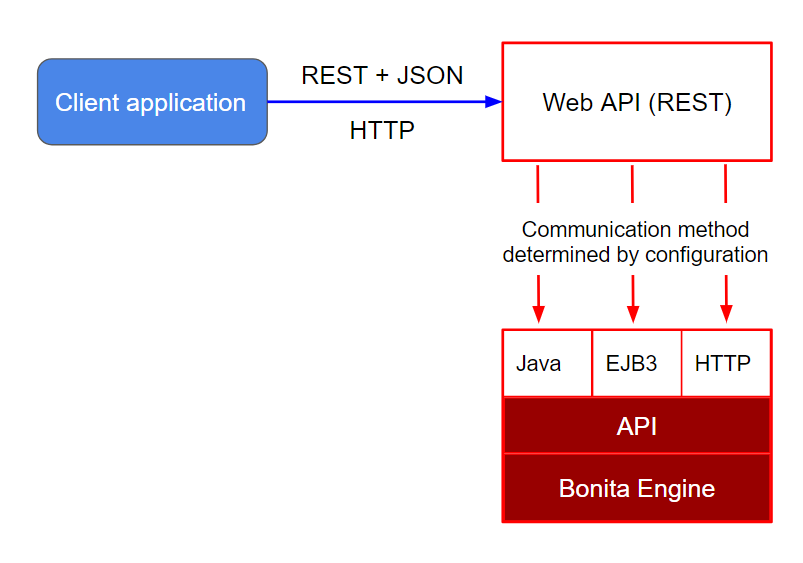 REST + JSON
Client application
Web API (REST)
HTTP
Communication method
determined by configuration
Java
EJB3
HTTP
API
Bonita Engine